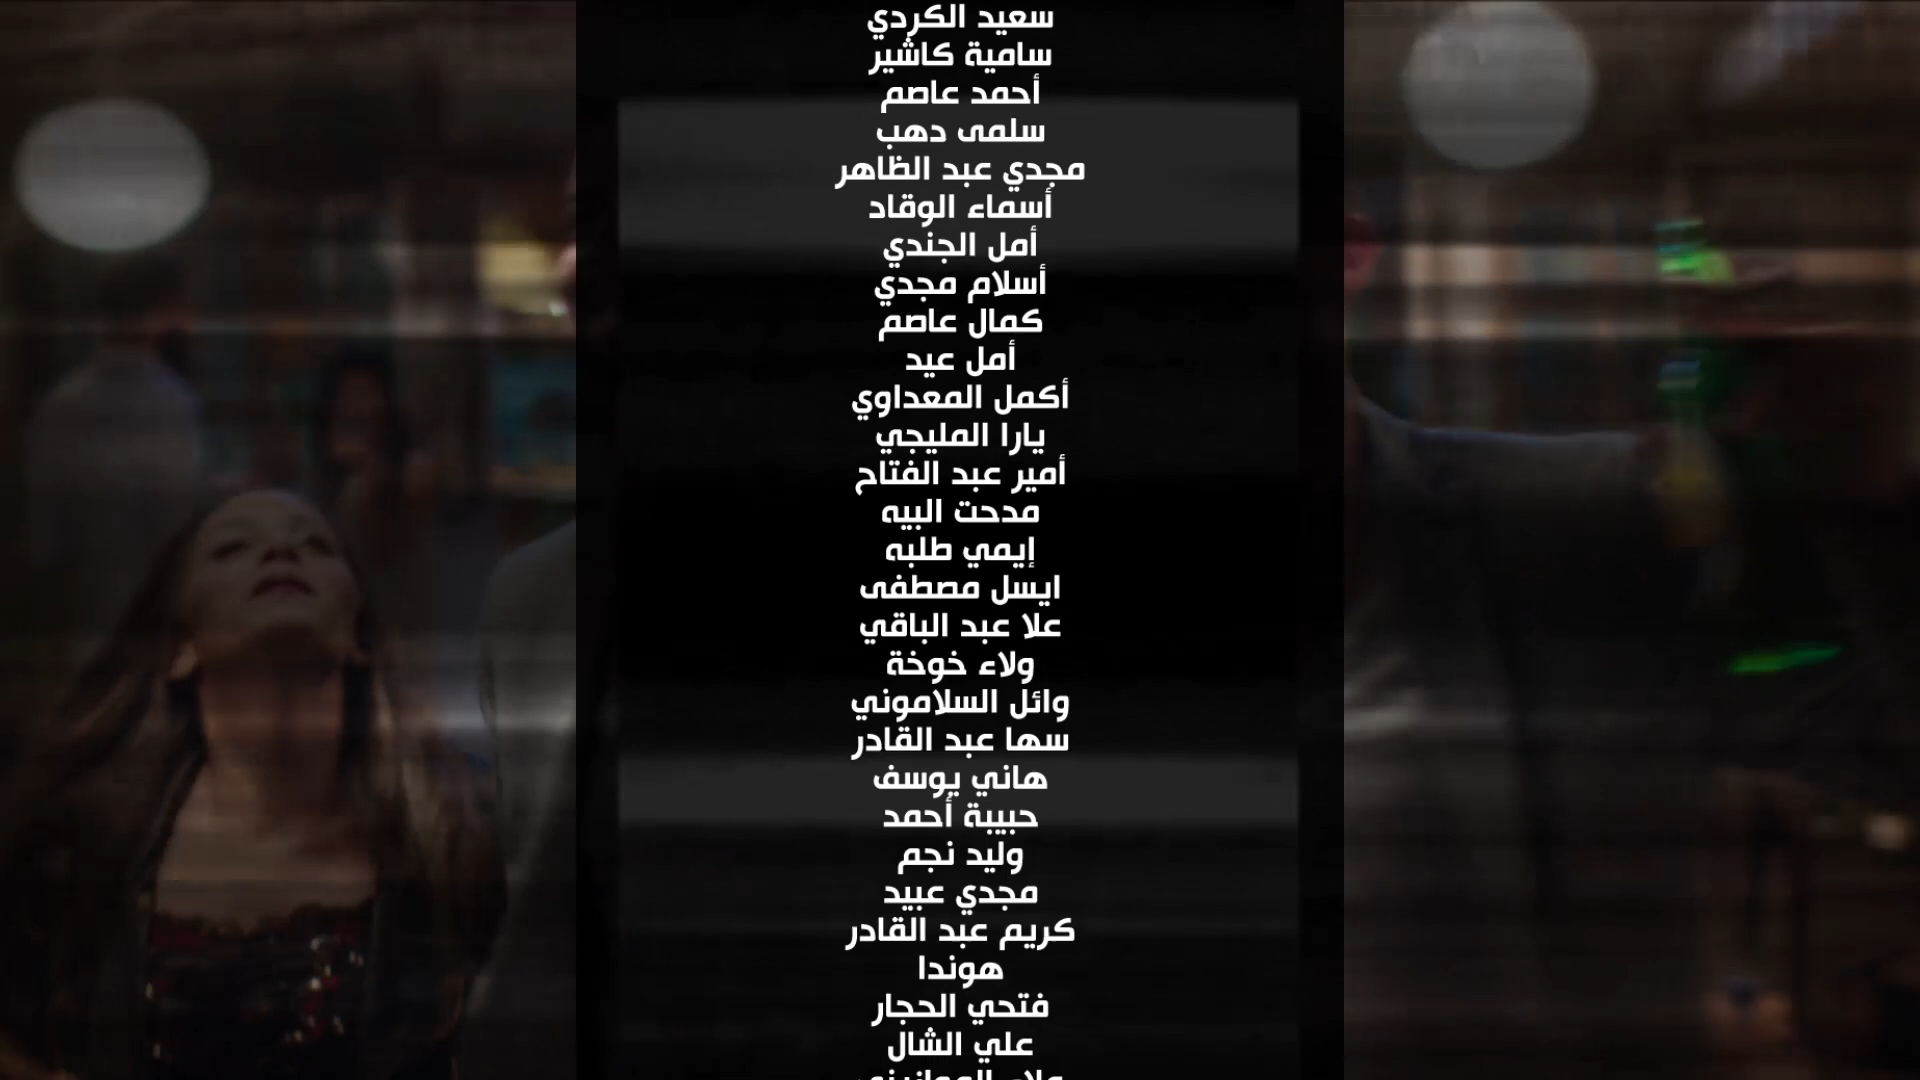 سعيد الكردي
سامية كاشير
أحمد عاصم
سلمى دهب
مجدي عبد الظاهر
أسماء الوقاد
أمل الجندي
أسلام مجدي
كمال عاصم
أمل عيد
أكمل المعداوي
يارا المليجي
أمير عبد الفتاح
مدحت البيه
إيمي طلبه
ايسل مصطفى
علا عبد الباقي
ولاء خوخة
وائل السلاموني
سها عبد القادر
هاني يوسف
حبيبة أحمد
وليد نجم
مجدي عبيد
كريم عبد القادر
هوندا
فتحي الحجار
علي الشال